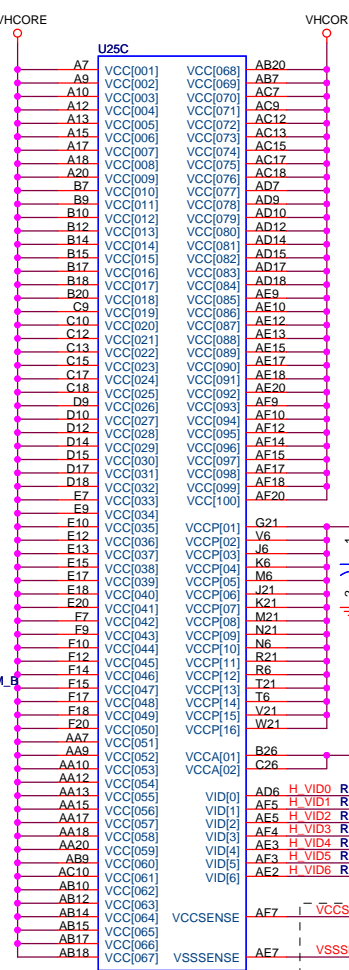 VHCORE VHCOR
U25C
A7 VCC[001] VCC[068] AB20
A9 VCC[002] VCC[069] AB7
A10 VCC[003] VCC[070] AC7
A12 VCC[004] VCC[071] AC9
A13 VCC[005] VCC[072] AC12
A15 VCC[006] VCC[073] AC13
A17 VCC[007] VCC[074] AC15
A18 VCC[008] VCC[075] AC17
A20 VCC[009] VCC[076] AC18
B7 VCC[010] VCC[077] AD7
B9 VCC[011] VCC[078] AD9
B10 VCC[012] VCC[079] AD10
B12 VCC[013] VCC[080] AD12
B14 VCC[014] VCC[081] AD14
B15 VCC[015] VCC[082] AD15
B17 VCC[016] VCC[083] AD17
B18 VCC[017] VCC[084] AD18
B20 VCC[018] VCC[085] AE9
C9 VCC[019] VCC[086] AE10
C10 VCC[020] VCC[087] AE12
C12 VCC[021] VCC[088] AE13
C13 VCC[022] VCC[089] AE15
C15 VCC[023] VCC[090] AE17
C17 VCC[024] VCC[091] AE18
C18 VCC[025] VCC[092] AE20
D9 VCC[026] VCC[093] AF9
D10 VCC[027] VCC[094] AF10
D12 VCC[028] VCC[095] AF12
D14 VCC[029] VCC[096] AF14
D15 VCC[030] VCC[097] AF15
D17 VCC[031] VCC[098] AF17
D18 VCC[032] VCC[099] AF18
E7 VCC[033] VCC[100] AF20
E9 VCC[034]
E10 VCC[035] VCCP[01] G21
E12 VCC[036] VCCP[02] V6
E13 VCC[037] VCCP[03] J6
E15 VCC[038] VCCP[04] K6
E17 VCC[039] VCCP[05] M6
E18 VCC[040] VCCP[06] J21
E20 VCC[041] VCCP[07] K21
F7 VCC[042] VCCP[08] M21
F9 VCC[043] VCCP[09] N21
F10 VCC[044] VCCP[10] N6
F12 VCC[045] VCCP[11] R21
F14 VCC[046] VCCP[12] R6
F15 VCC[047] VCCP[13] T21
F17 VCC[048] VCCP[14] T6
F18 VCC[049] VCCP[15] V21
F20 VCC[050] VCCP[16] W21
AA7 VCC[051]
AA9 VCC[052] VCCA[01] B26
AA10 VCC[053] VCCA[02] C26
AA12 VCC[054]
AA13 VCC[055] VID[0] AD6 H_VID0 R
AA15 VCC[056] VID[1] AF5 H_VID1 R
AA17 VCC[057] VID[2] AE5 H_VID2 R
AA18 VCC[058] VID[3] AF4 H_VID3 R
AA20 VCC[059] VID[4] AE3 H_VID4 R
AB9 VCC[060] VID[5] AF3 H_VID5 R
AC10 VCC[061] VID[6] AE2 H_VID6 R
AB10 VCC[062]
AB12 VCC[063]
AB14 VCC[064] VCCSENSE AF7 VCCS
AB15 VCC[065]
AB17 VCC[066]
AB18 VCC[067] VSSSENSE AE7 VSSS